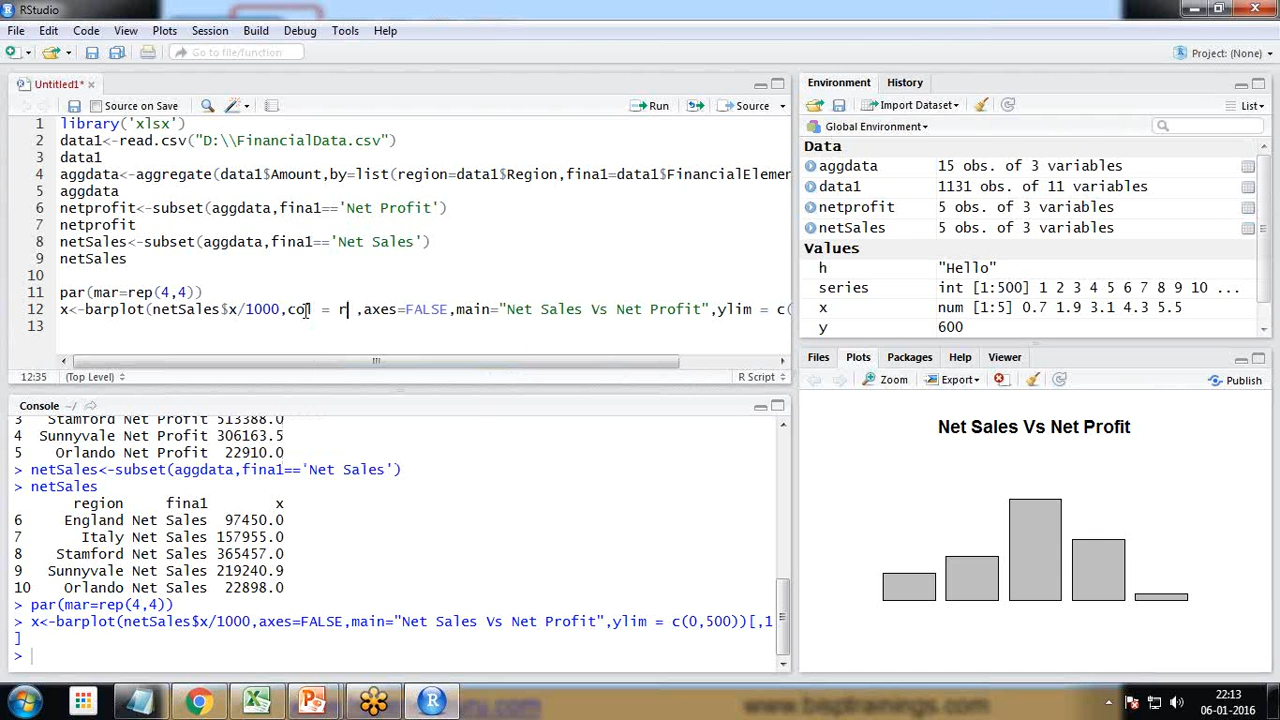 RStudio
File Edit Code View Plots Session Build Debug Tools Help
Go to file/function
Project: (None)
Untitled1*
Source on Save
Run
Source
1 library('xlsx')
2 data1<-read.csv("D:\\FinancialData.csv")
3 data1
4 aggdata<-aggregate(data1$Amount,by=list(region=data1$Region,fina1=data1$FinancialElem
5 aggdata
6 netprofit<-subset(aggdata,fina1=='Net Profit')
7 netprofit
8 netSales<-subset(aggdata,fina1=='Net Sales')
9 netSales
10
11 par(mar=rep(4,4))
12 x<-barplot(netSales$x/1000,col = r ,axes=FALSE,main="Net Sales Vs Net Profit",ylim = c(
13
12:35 (Top Level) R Script
Console ~/
3 Stamford Net Profit 513388.0
4 Sunnyvale Net Profit 306163.5
5 Orlando Net Profit 22910.0
> netSales<-subset(aggdata,fina1=='Net Sales')
> netSales
region fina1 x
6 England Net Sales 97450.0
7 Italy Net Sales 157955.0
8 Stamford Net Sales 365457.0
9 Sunnyvale Net Sales 219240.9
10 Orlando Net Sales 22898.0
> par(mar=rep(4,4))
> x<-barplot(netSales$x/1000,axes=FALSE,main="Net Sales Vs Net Profit",ylim = c(0,500))[,1
]
>
Environment History
Import Dataset List
Global Environment
Data
aggdata 15 obs. of 3 variables
data1 1131 obs. of 11 variables
netprofit 5 obs. of 3 variables
netSales 5 obs. of 3 variables
Values
h "Hello"
series int [1:500] 1 2 3 4 5 6 7 8 9 10 ...
x num [1:5] 0.7 1.9 3.1 4.3 5.5
y 600
Files Plots Packages Help Viewer
Zoom Export Publish
Net Sales Vs Net Profit
www.bisptrainings.com
22:13
06-01-2016